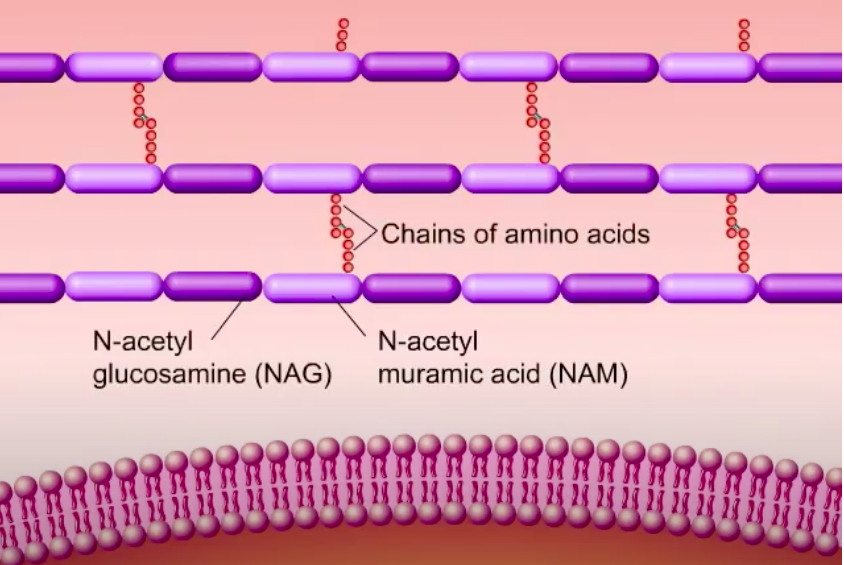 Chains of amino acids
N-acetyl
glucosamine (NAG)
N-acetyl
muramic acid (NAM)